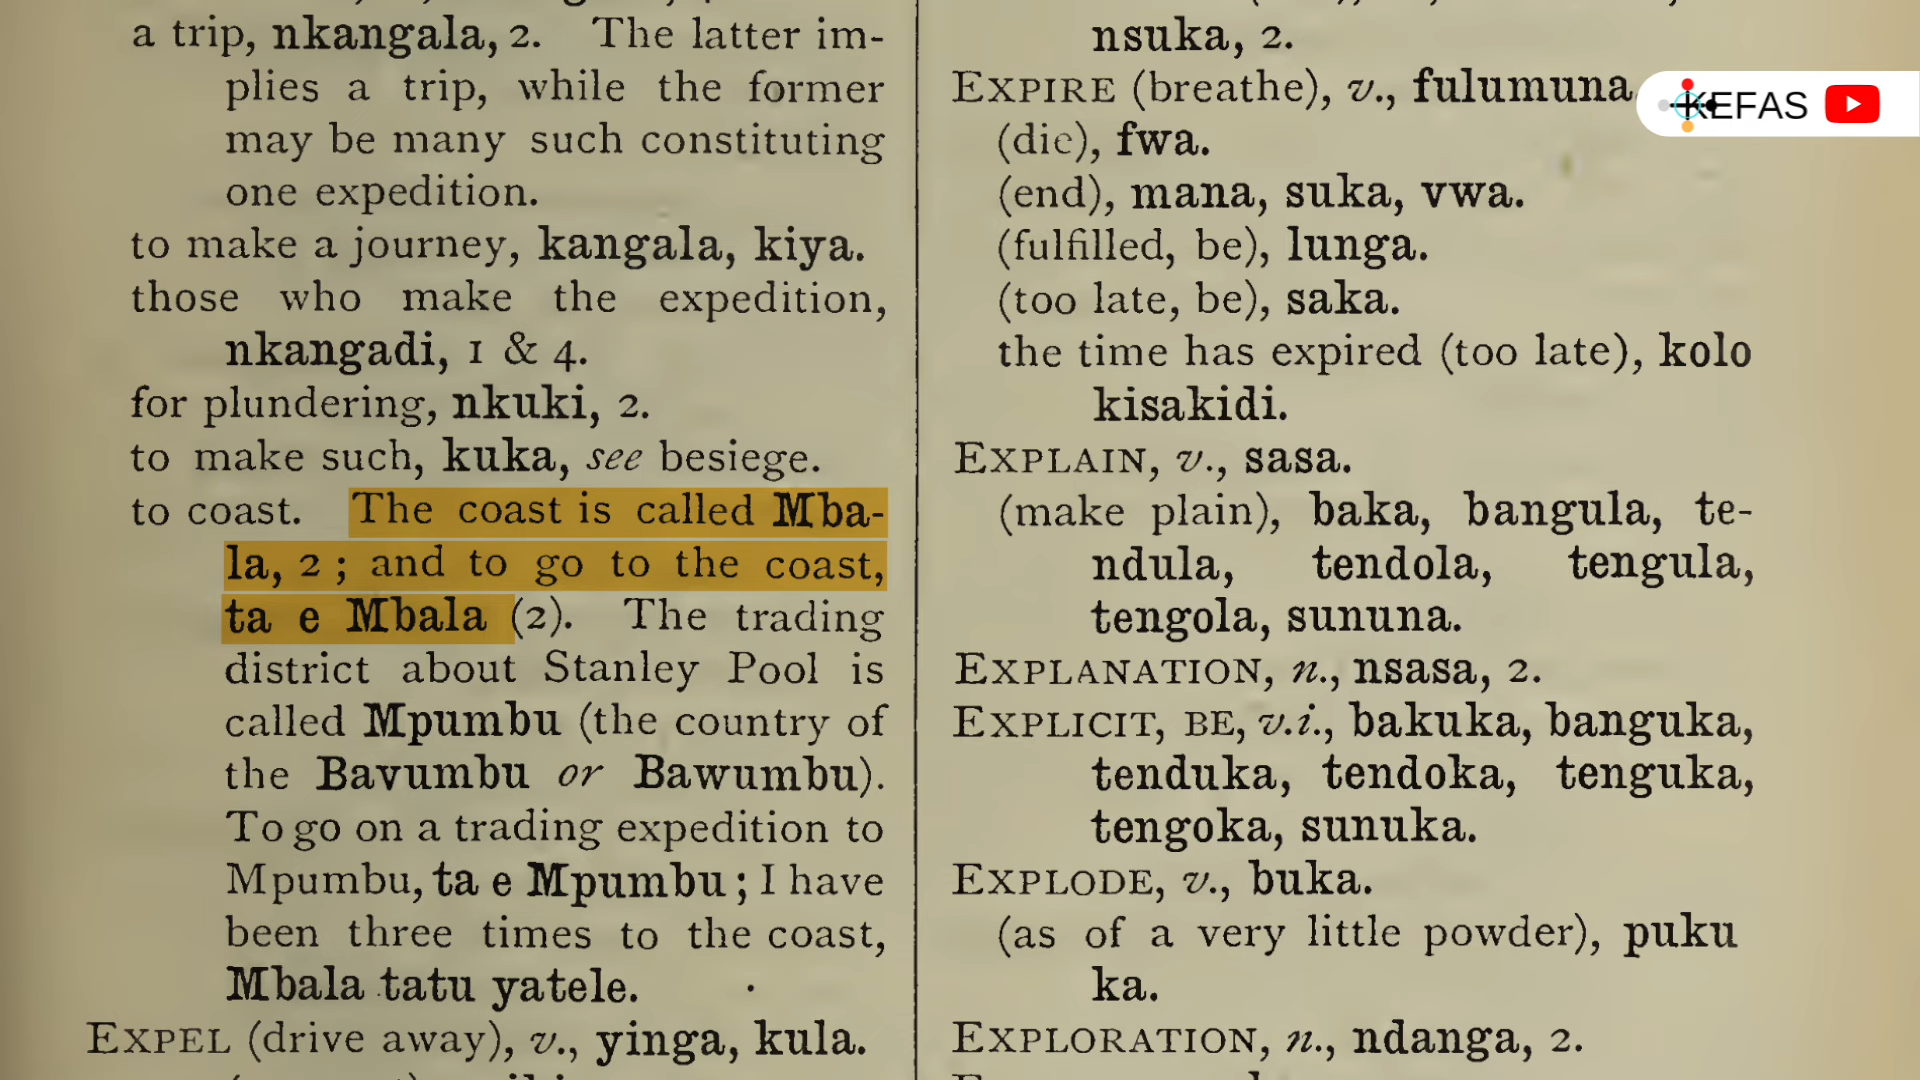 a trip, nkangala, 2. The latter im-
plies a trip, while the former
may be many such constituting
one expedition.
to make a journey, kangala, kiya.
those who make the expedition,
nkangadi, 1 & 4.
for plundering, nkuki, 2.
to make such, kuka, see besiege.
to coast. The coast is called Mba-
la, 2 ; and to go to the coast,
ta e Mbala (2). The trading
district about Stanley Pool is
called Mpumbu (the country of
the Bavumbu or Bawumbu).
To go on a trading expedition to
Mpumbu, ta e Mpumbu ; I have
been three times to the coast,
Mbala tatu yatele.
EXPEL (drive away), v., yinga, kula.
nsuka, 2.
EXPIRE (breathe), v., fulumuna
(die), fwa.
(end), mana, suka, vwa.
(fulfilled, be), lunga.
(too late, be), saka.
the time has expired (too late), kolo
kisakidi.
EXPLAIN, v., sasa.
(make plain), baka, bangula, te-
ndula, tendola, tengula,
tengola, sununa.
EXPLANATION, n., nsasa, 2.
EXPLICIT, BE, v.i., bakuka, banguka,
tenduka, tendoka, tenguka,
tengoka, sunuka.
EXPLODE, v., buka.
(as of a very little powder), puku
ka.
EXPLORATION, n., ndanga, 2.
KEFAS